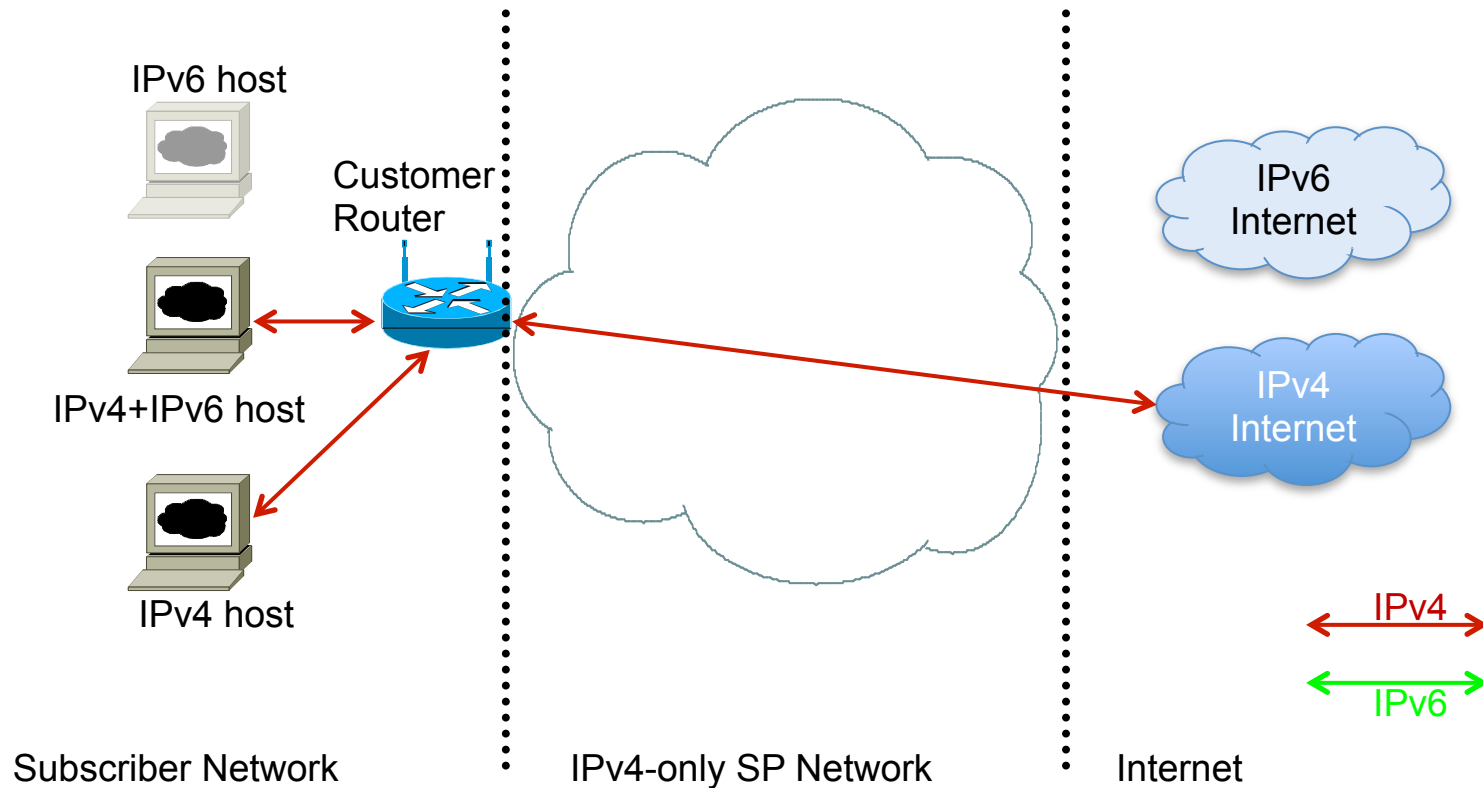 IPv6 host
Customer
Router
IPv6
Internet
IPv4+IPv6 host
IPv4
Internet
IPv4 host
IPv4
IPv6
Subscriber Network
IPv4-only SP Network
Internet